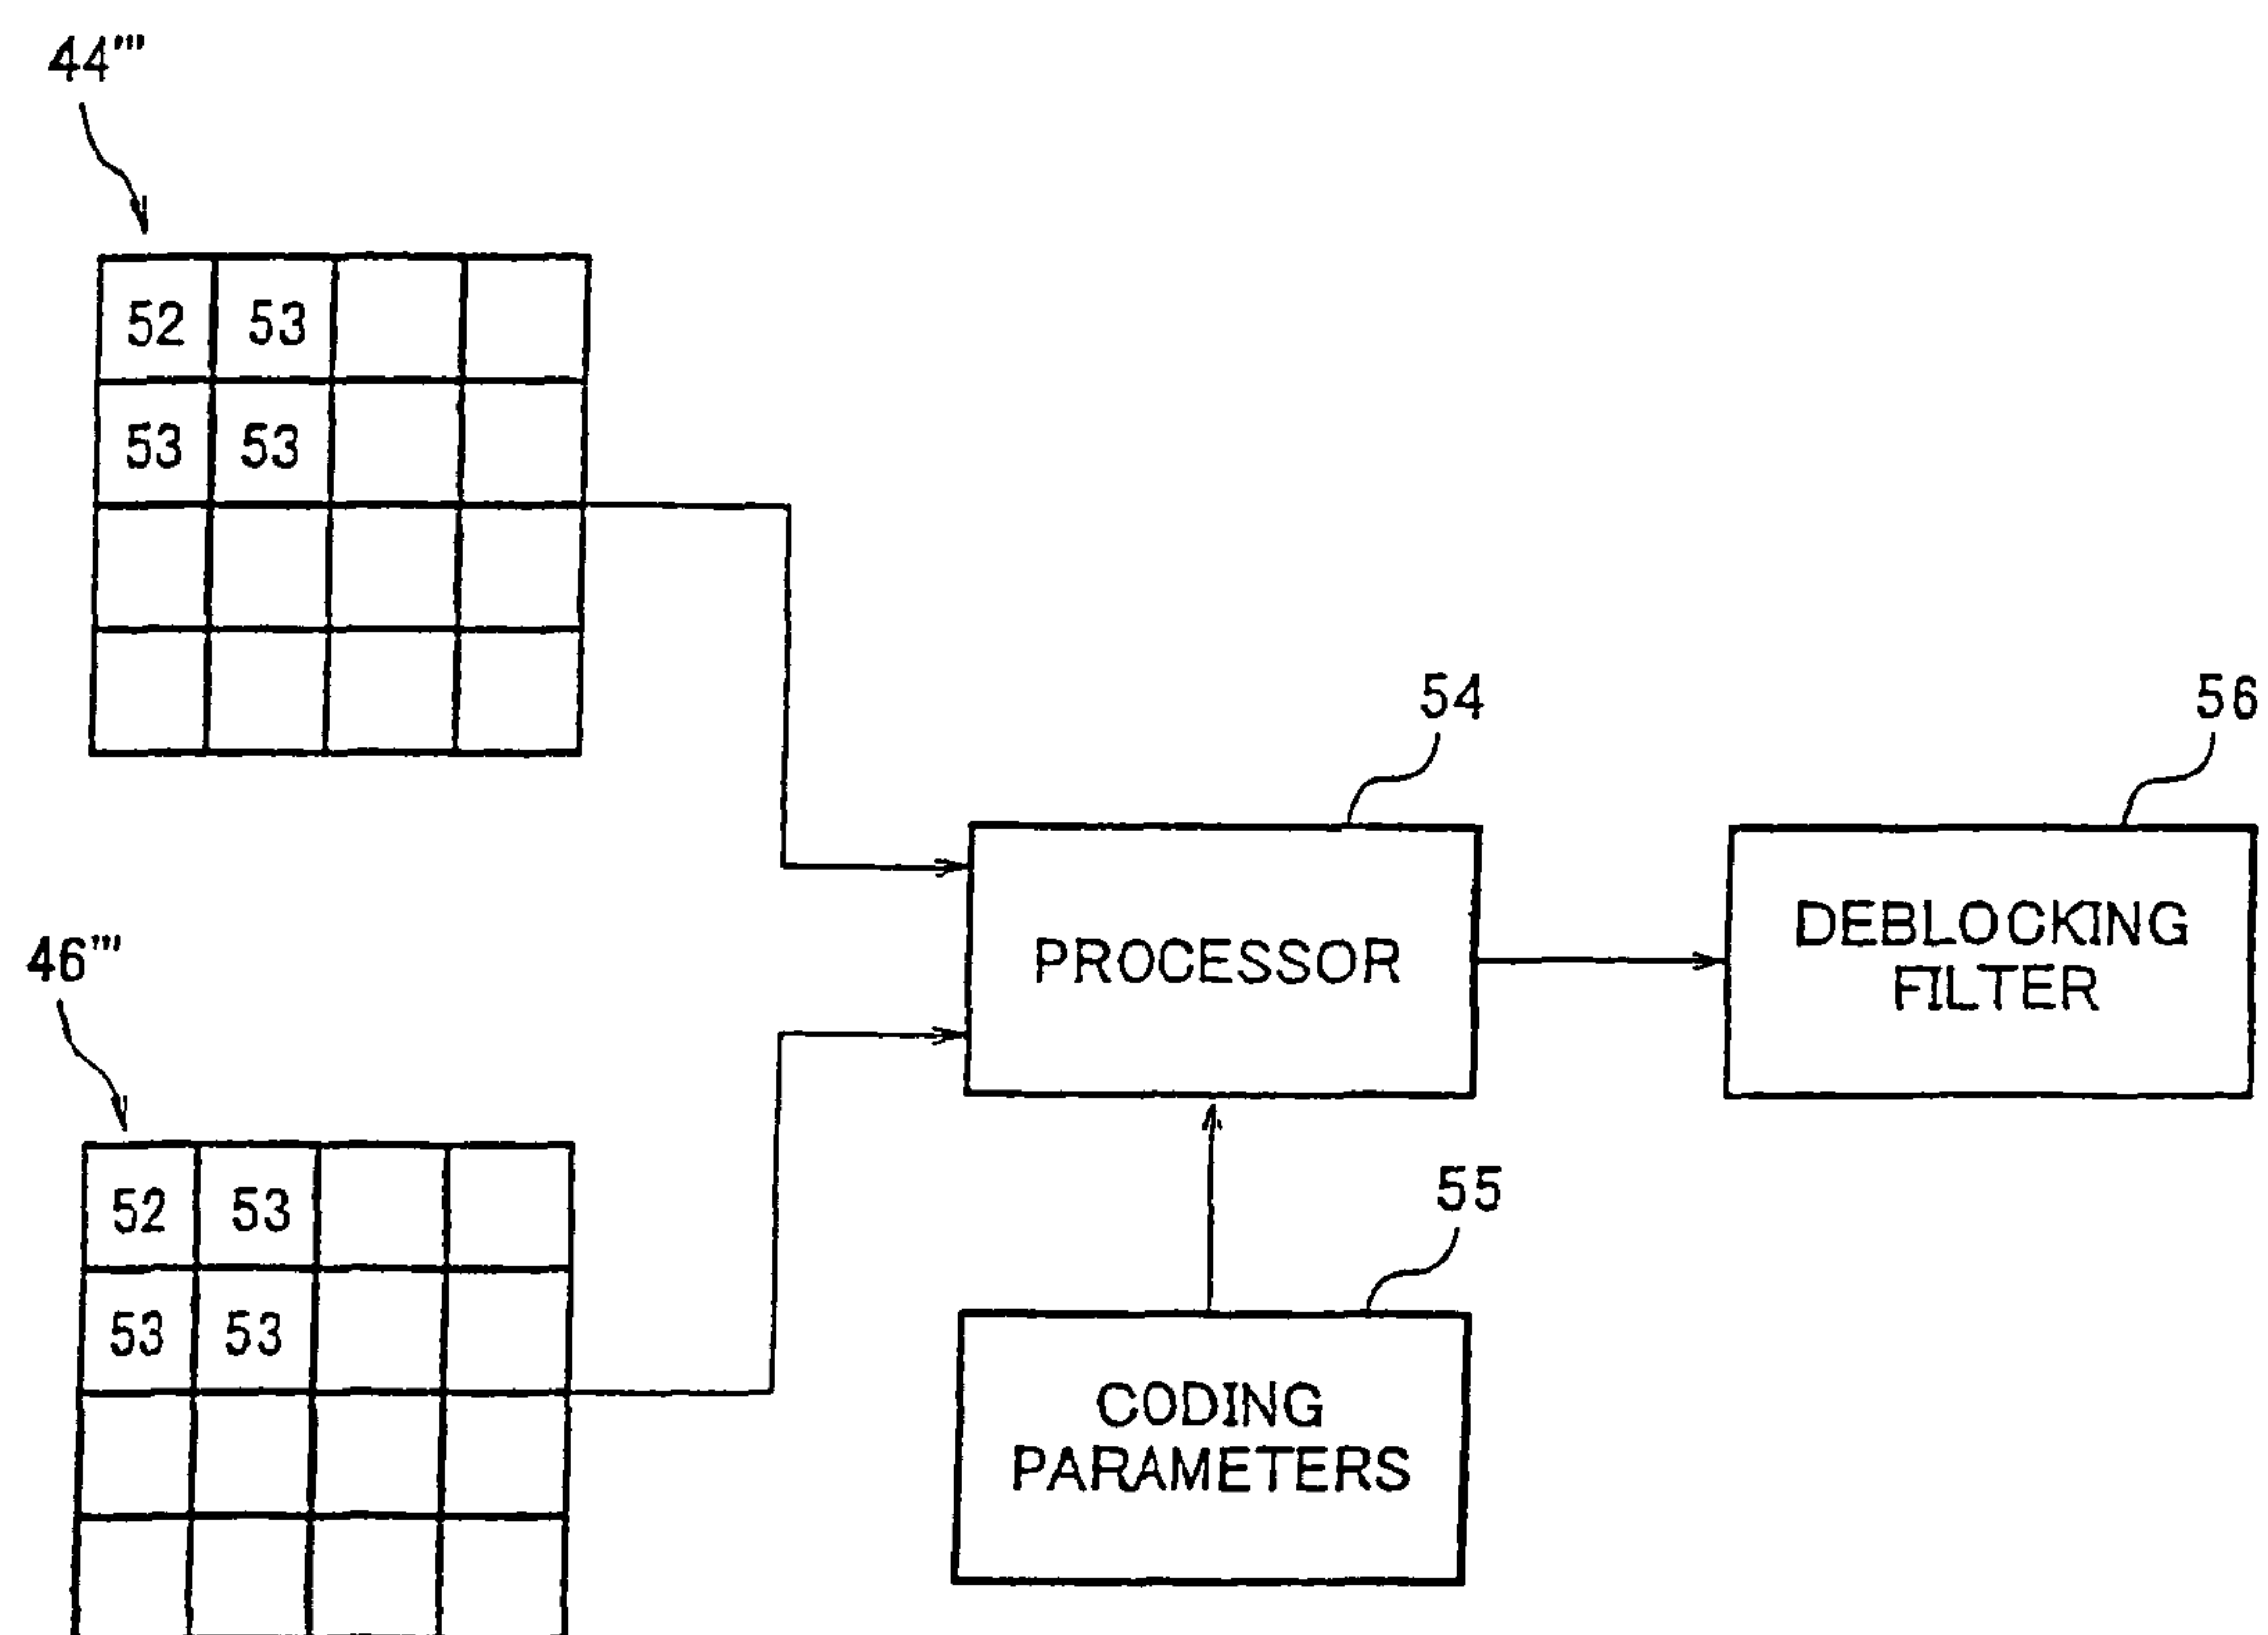 44'''
52 53
53 53
54
56
PROCESSOR
DEBLOCKING
FILTER
46'''
52 53
53 53
55
CODING
PARAMETERS